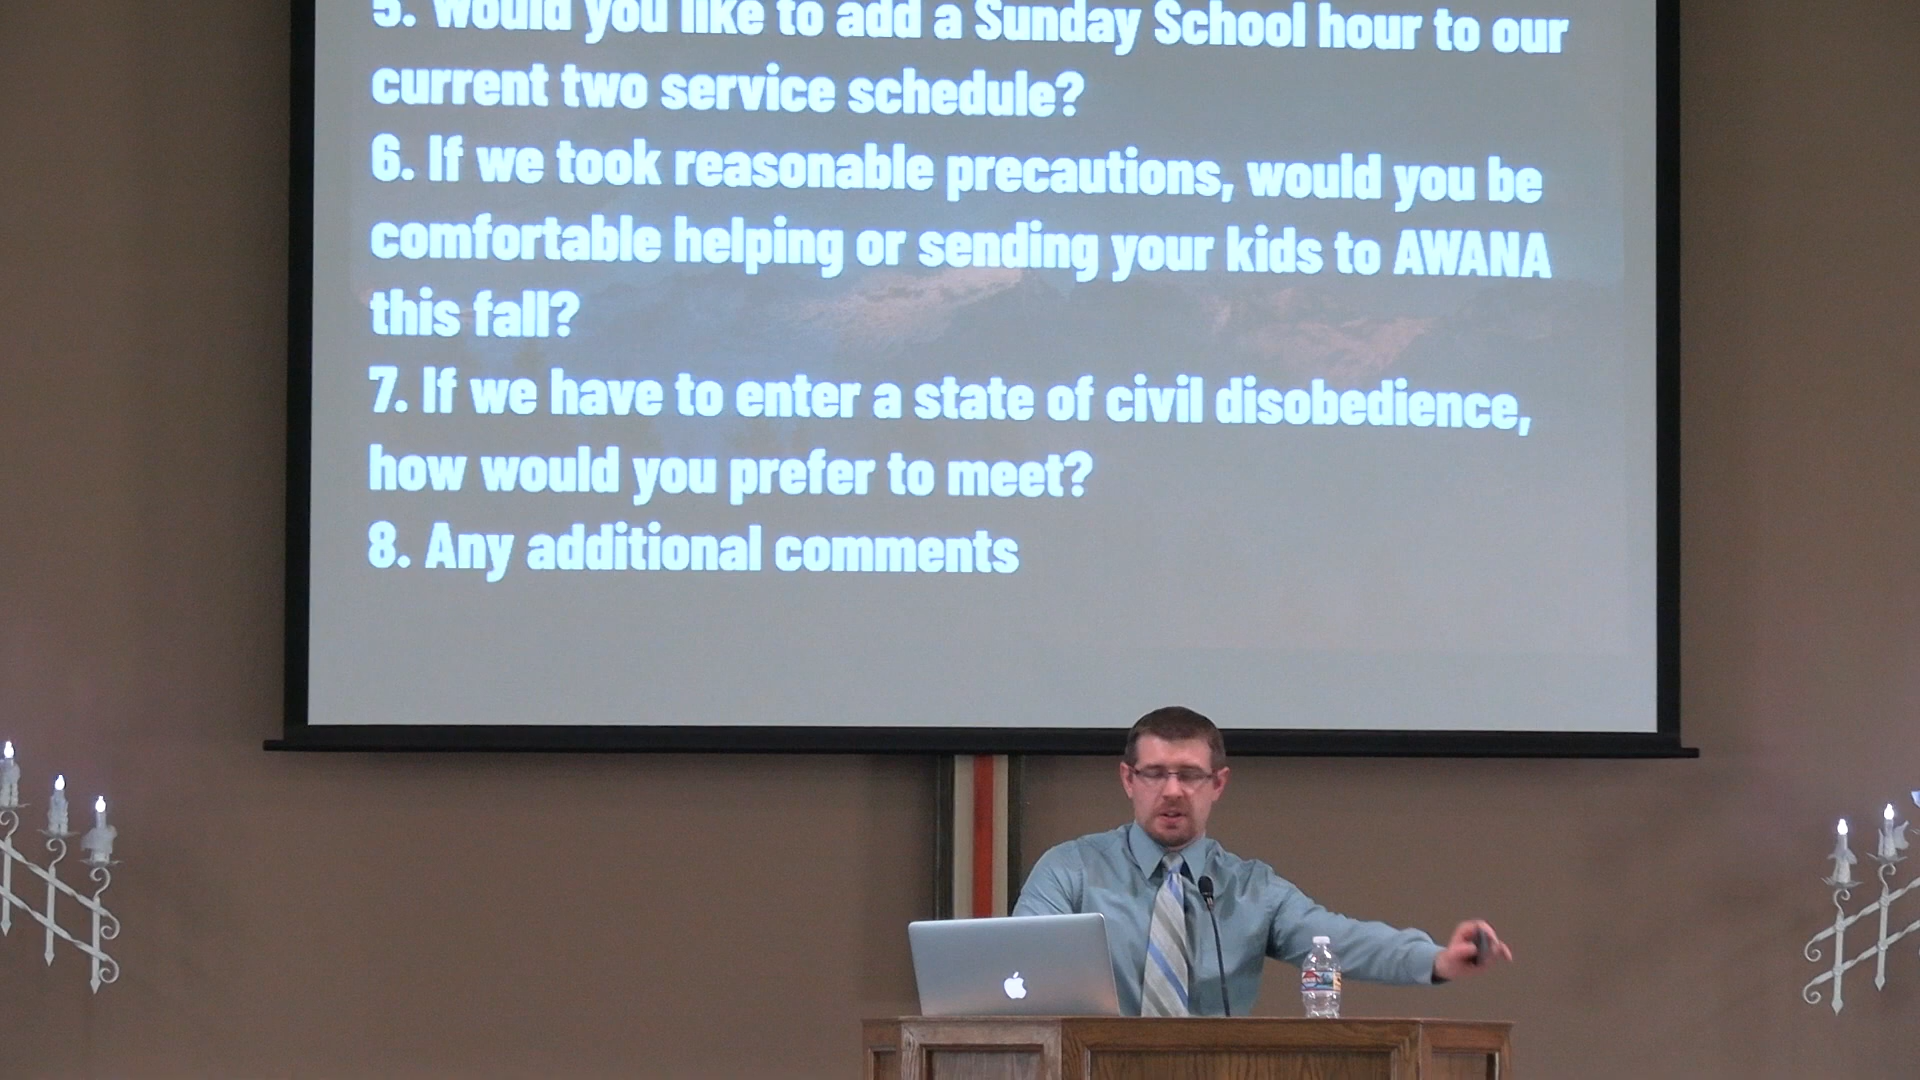 5. Would you like to add a Sunday School hour to our
current two service schedule?
6. If we took reasonable precautions, would you be
comfortable helping or sending your kids to AWANA
this fall?
7. If we have to enter a state of civil disobedience,
how would you prefer to meet?
8. Any additional comments